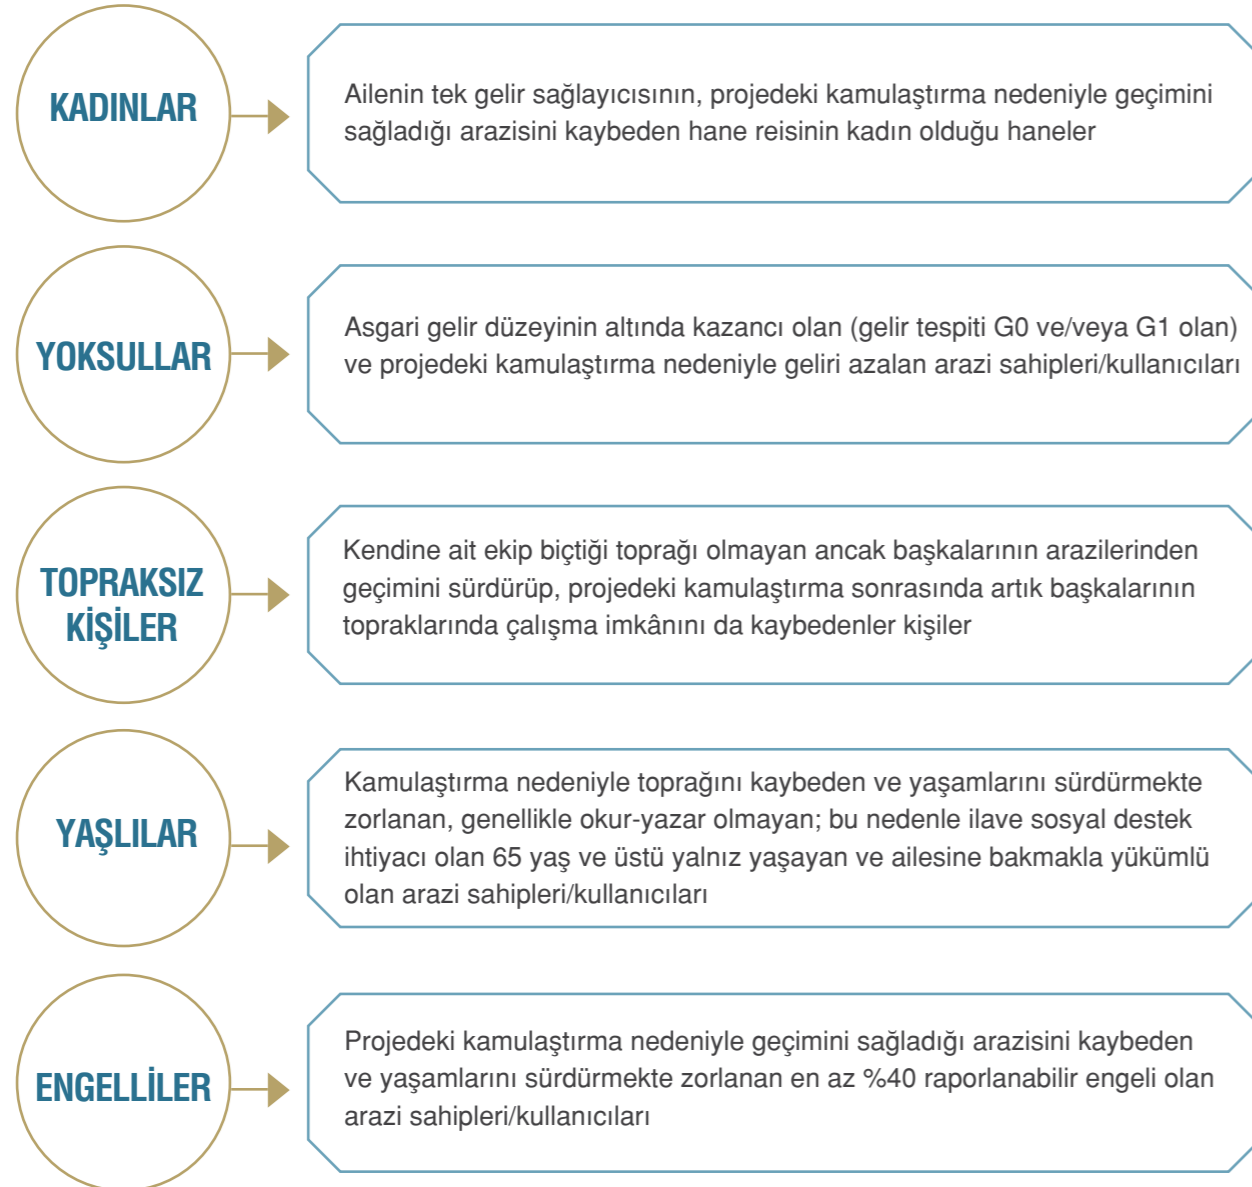 KADINLAR
Ailenin tek gelir sağlayıcısının, projedeki kamulaştırma nedeniyle geçimini
sağladığı arazisini kaybeden hane reisinin kadın olduğu haneler
YOKSULLAR
Asgari gelir düzeyinin altında kazancı olan (gelir tespiti G0 ve/veya G1 olan)
ve projedeki kamulaştırma nedeniyle geliri azalan arazi sahipleri/kullanıcıları
TOPRAKSIZ
KİŞİLER
Kendine ait ekip biçtiği toprağı olmayan ancak başkalarının arazilerinden
geçimini sürdürüp, projedeki kamulaştırma sonrasında artık başkalarının
topraklarında çalışma imkânını da kaybedenler kişiler
YAŞLILAR
Kamulaştırma nedeniyle toprağını kaybeden ve yaşamlarını sürdürmekte
zorlanan, genellikle okur-yazar olmayan; bu nedenle ilave sosyal destek
ihtiyacı olan 65 yaş ve üstü yalnız yaşayan ve ailesine bakmakla yükümlü
olan arazi sahipleri/kullanıcıları
ENGELLİLER
Projedeki kamulaştırma nedeniyle geçimini sağladığı arazisini kaybeden
ve yaşamlarını sürdürmekte zorlanan en az %40 raporlanabilir engeli olan
arazi sahipleri/kullanıcıları